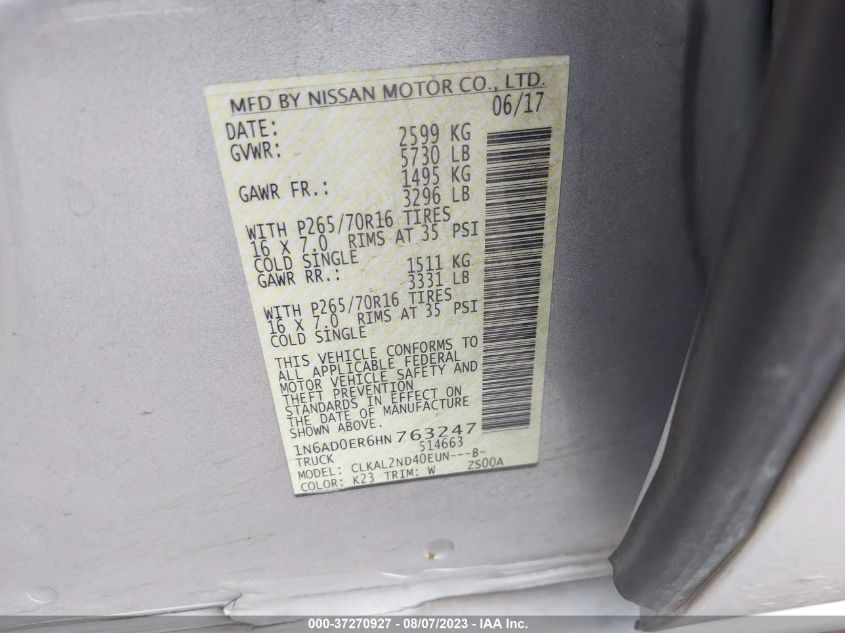 MFD BY NISSAN MOTOR CO., LTD.
DATE: 06/17
GVWR: 2599 KG
5730 LB
GAWR FR.: 1495 KG
3296 LB
WITH P265/70R16 TIRES
16 X 7.0 RIMS AT 35 PSI
COLD SINGLE
GAWR RR.: 1511 KG
3331 LB
WITH P265/70R16 TIRES
16 X 7.0 RIMS AT 35 PSI
COLD SINGLE
THIS VEHICLE CONFORMS TO
ALL APPLICABLE FEDERAL
MOTOR VEHICLE SAFETY AND
THEFT PREVENTION
STANDARDS IN EFFECT ON
THE DATE OF MANUFACTURE
SHOWN ABOVE.
1N6AD0ER6HN763247
TRUCK 514663
MODEL: CLKAL2ND40EUN---B-
COLOR: K23 TRIM: W ZS00A
000-37270927 - 08/07/2023 - IAA Inc.